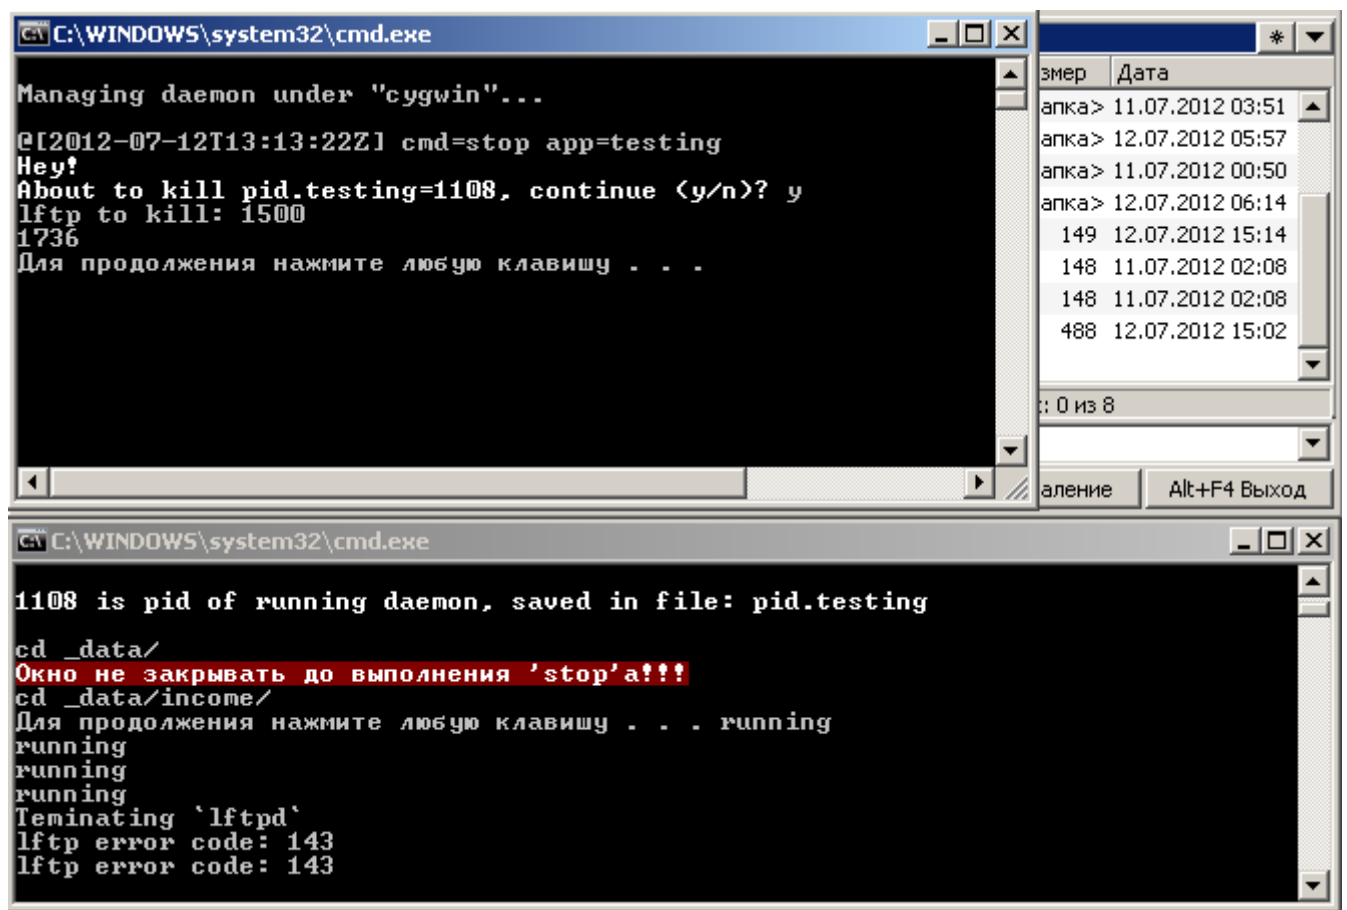 C:\WINDOWS\system32\cmd.exe
Managing daemon under "cygwin"...
@[2012-07-12T13:13:22Z] cmd=stop app=testing
Hey!
About to kill pid.testing=1108, continue (y/n)? y
lftp to kill: 1500
1736
Для продолжения нажмите любую клавишу . . .
змер Дата
апка> 11.07.2012 03:51
апка> 12.07.2012 05:57
апка> 11.07.2012 00:50
апка> 12.07.2012 06:14
149 12.07.2012 15:14
148 11.07.2012 02:08
148 11.07.2012 02:08
488 12.07.2012 15:02
: 0 из 8
аление Alt+F4 Выход
C:\WINDOWS\system32\cmd.exe
1108 is pid of running daemon, saved in file: pid.testing
cd _data/
Окно не закрывать до выполнения 'stop'а!!!
cd _data/income/
Для продолжения нажмите любую клавишу . . . running
running
running
running
Teminating `lftpd`
lftp error code: 143
lftp error code: 143